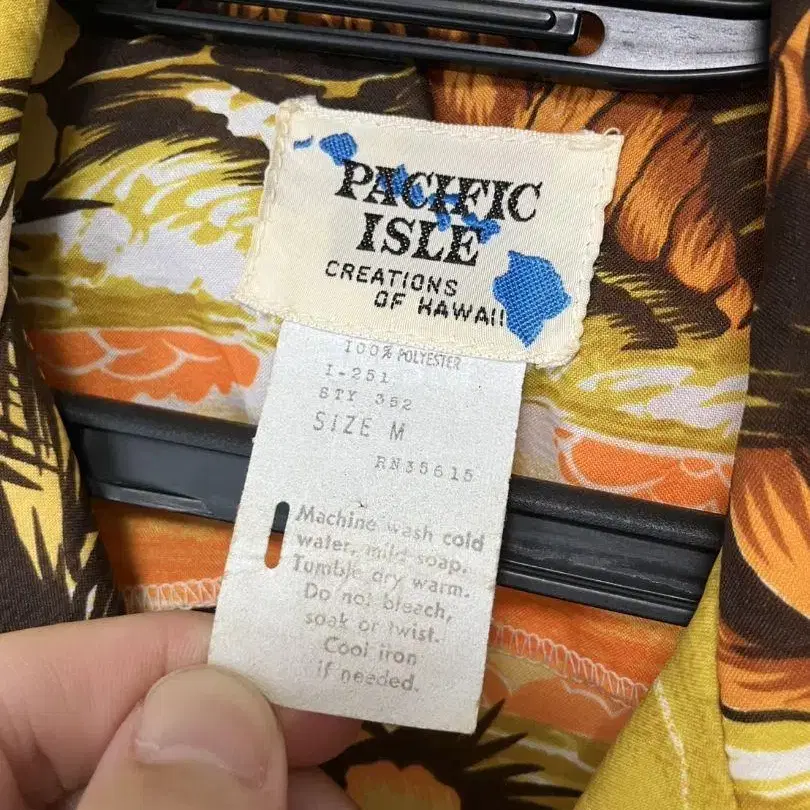 PACIFIC
ISLE
CREATIONS
OF HAWAII
100% POLYESTER
I-251
STY 352
SIZE M
RN35615
Machine wash cold
water, mild soap.
Tumble dry warm.
Do not bleach,
soak or twist.
Cool iron
if needed.